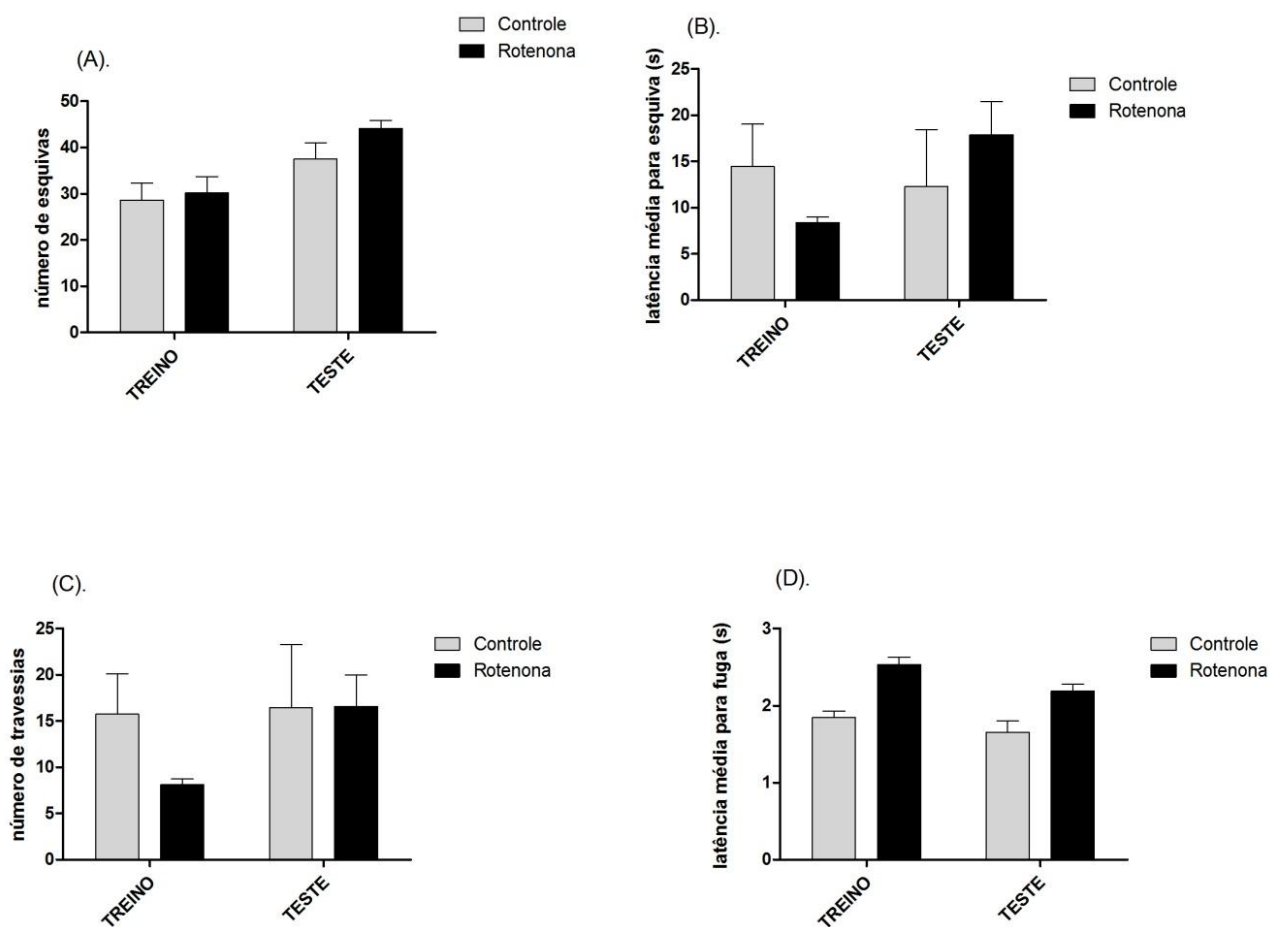 (A).
Controle
Rotenona
número de esquivas
50
40
30
20
10
0
TREINO
TESTE
(B).
Controle
Rotenona
latência média para esquiva (s)
25
20
15
10
5
0
TREINO
TESTE
(C).
Controle
Rotenona
número de travessias
25
20
15
10
5
0
TREINO
TESTE
(D).
Controle
Rotenona
latência média para fuga (s)
3
2
1
0
TREINO
TESTE